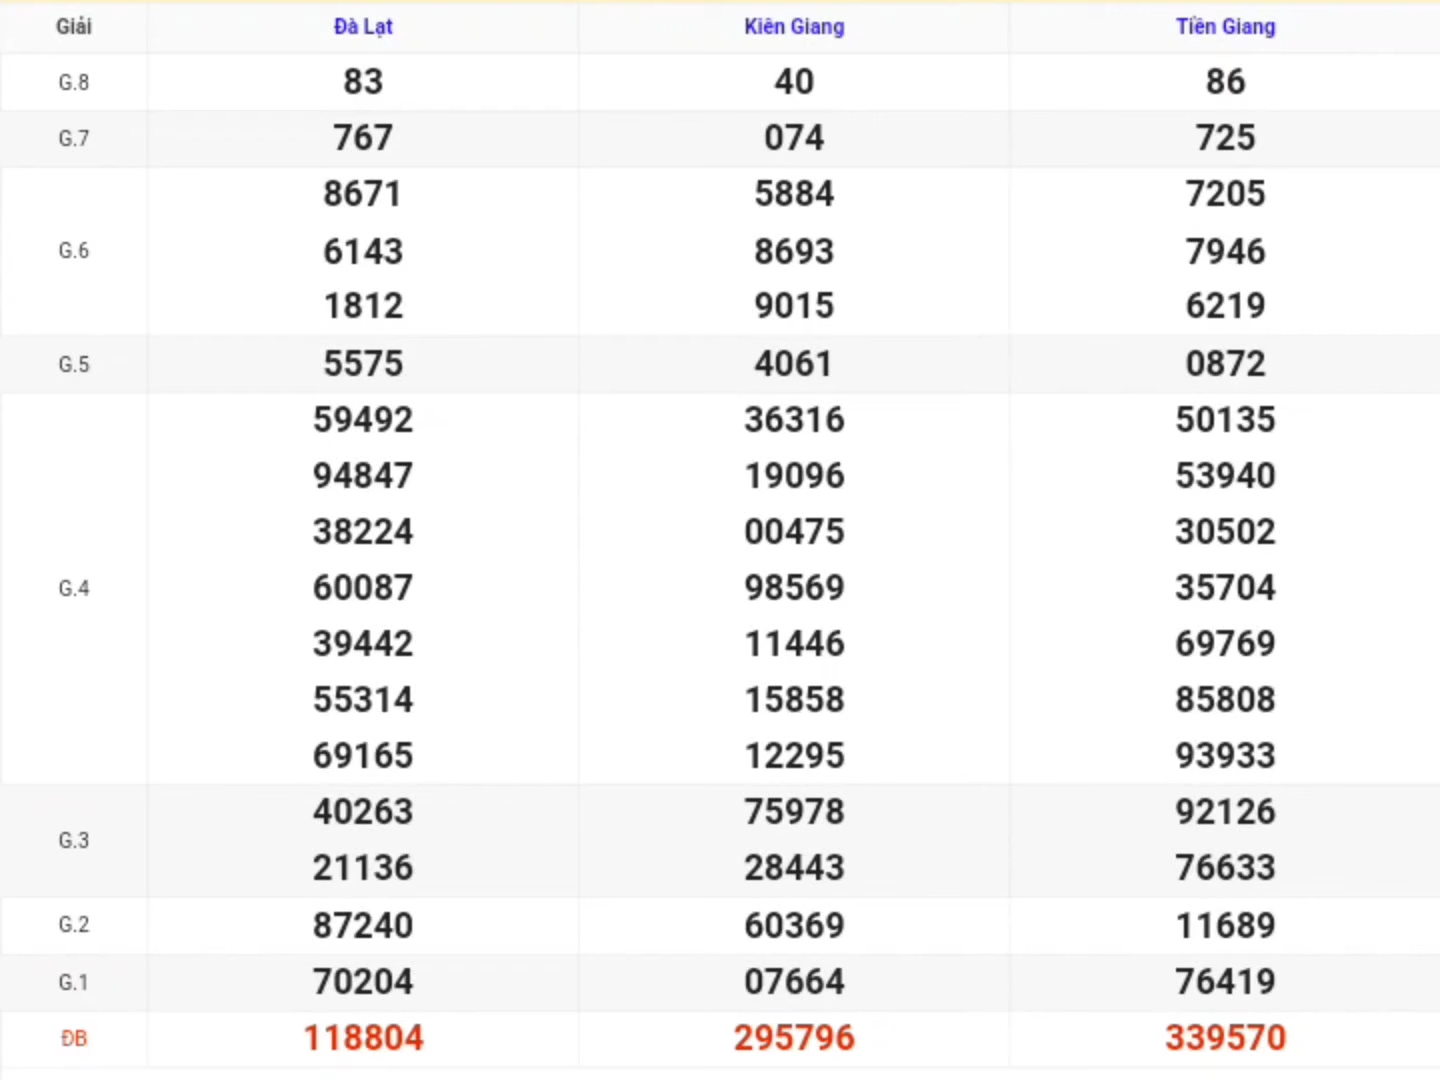 Giải Đà Lạt Kiên Giang Tiền Giang
G.8 83 40 86
G.7 767 074 725
8671 5884 7205
G.6 6143 8693 7946
1812 9015 6219
G.5 5575 4061 0872
59492 36316 50135
94847 19096 53940
38224 00475 30502
G.4 60087 98569 35704
39442 11446 69769
55314 15858 85808
69165 12295 93933
40263 75978 92126
G.3
21136 28443 76633
G.2 87240 60369 11689
G.1 70204 07664 76419
ĐB 118804 295796 339570